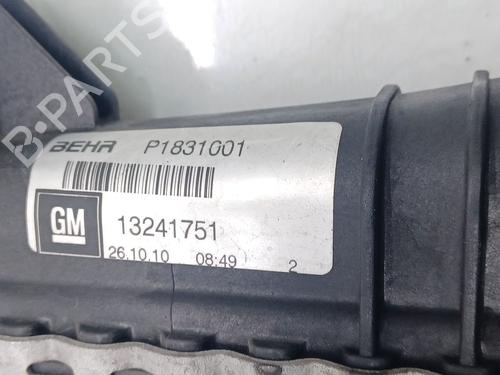 B-PARTS
BEHR P1831001
GM 13241751
26.10.10 08:49 2